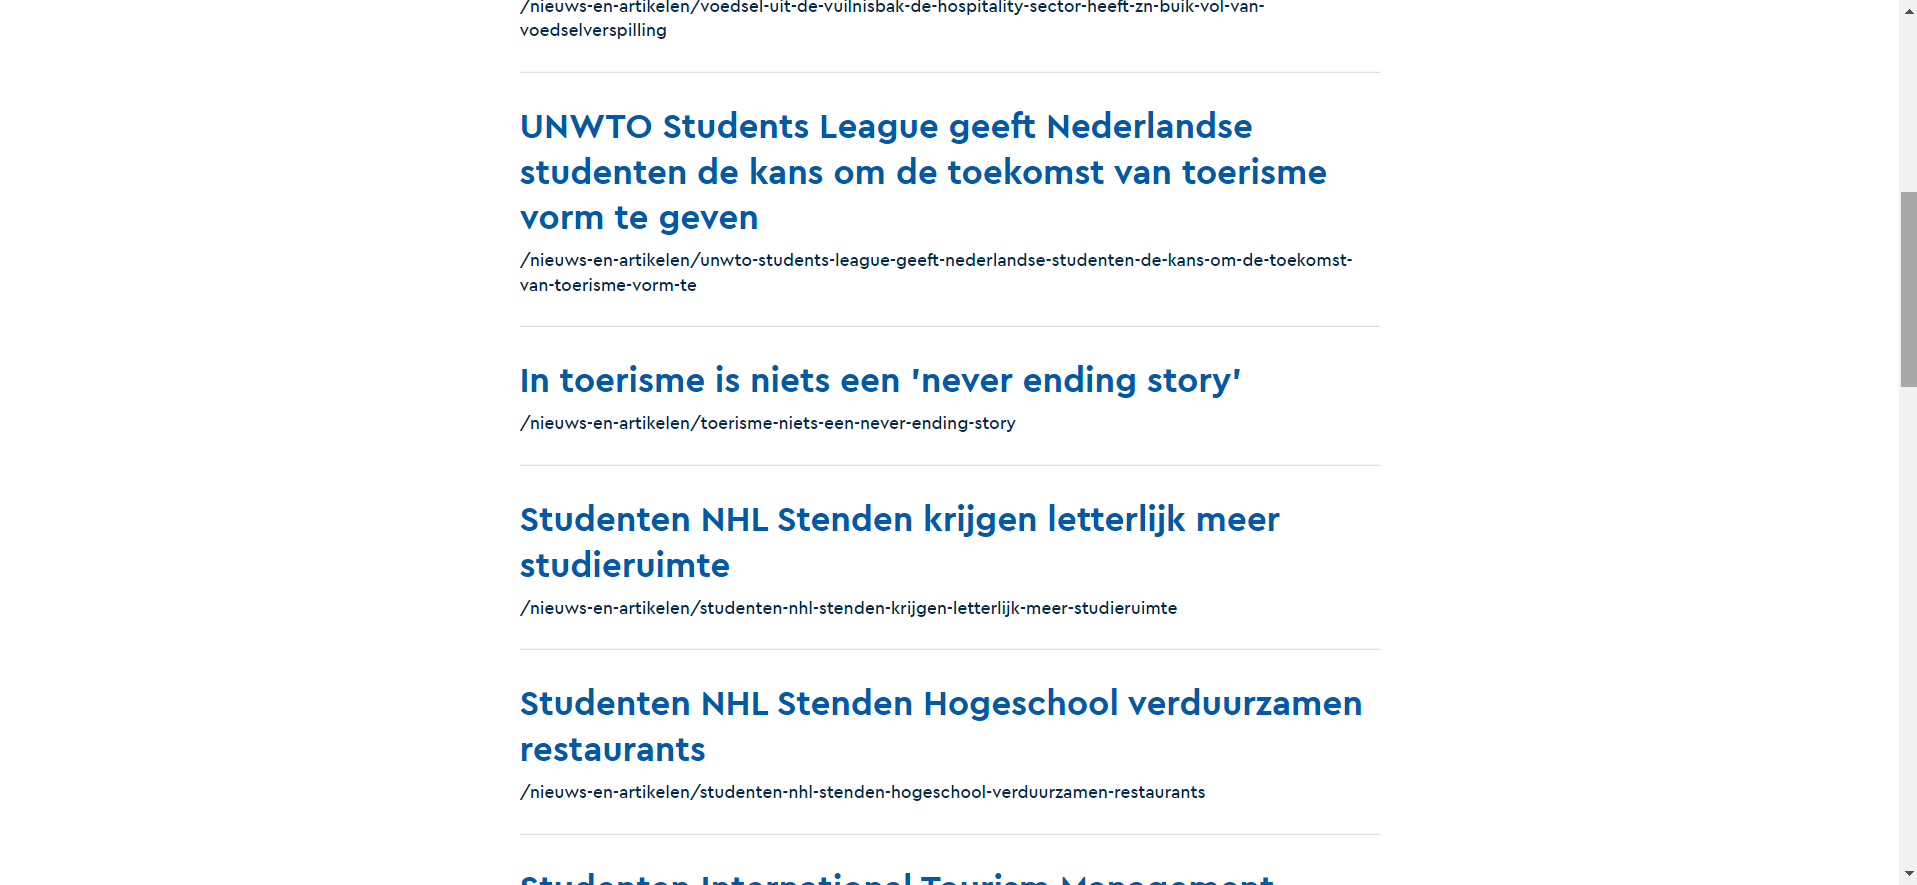 /nieuws-en-artikelen/voedsel-uit-de-vuilnisbak-de-hospitality-sector-heeft-zn-buik-vol-van-
voedselverspilling
UNWTO Students League geeft Nederlandse
studenten de kans om de toekomst van toerisme
vorm te geven
/nieuws-en-artikelen/unwto-students-league-geeft-nederlandse-studenten-de-kans-om-de-toekomst-
van-toerisme-vorm-te
In toerisme is niets een 'never ending story'
/nieuws-en-artikelen/toerisme-niets-een-never-ending-story
Studenten NHL Stenden krijgen letterlijk meer
studieruimte
/nieuws-en-artikelen/studenten-nhl-stenden-krijgen-letterlijk-meer-studieruimte
Studenten NHL Stenden Hogeschool verduurzamen
restaurants
/nieuws-en-artikelen/studenten-nhl-stenden-hogeschool-verduurzamen-restaurants
Studenten International Tourism Management